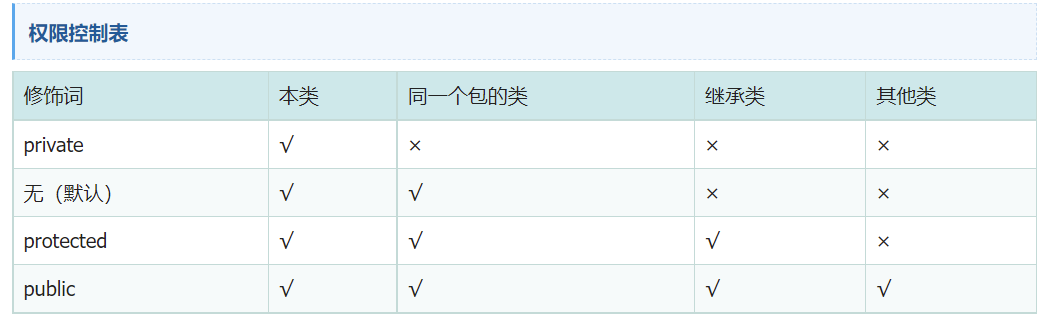 权限控制表
修饰词 本类 同一个包的类 继承类 其他类
private √ × × ×
无（默认） √ √ × ×
protected √ √ √ ×
public √ √ √ √